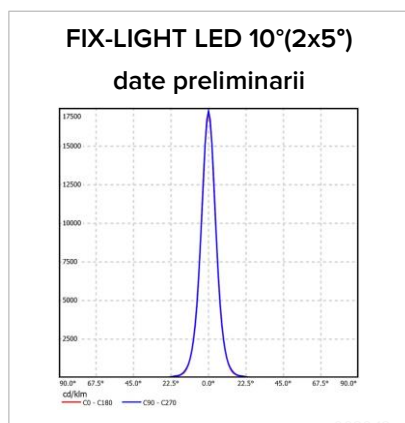 FIX-LIGHT LED 10°(2x5°)
date preliminarii
17500
15000
12500
10000
7500
5000
2500
90.0° 67.5° 45.0° 22.5° 0.0° 22.5° 45.0° 67.5° 90.0°
cd/klm
C0 - C180 C90 - C270